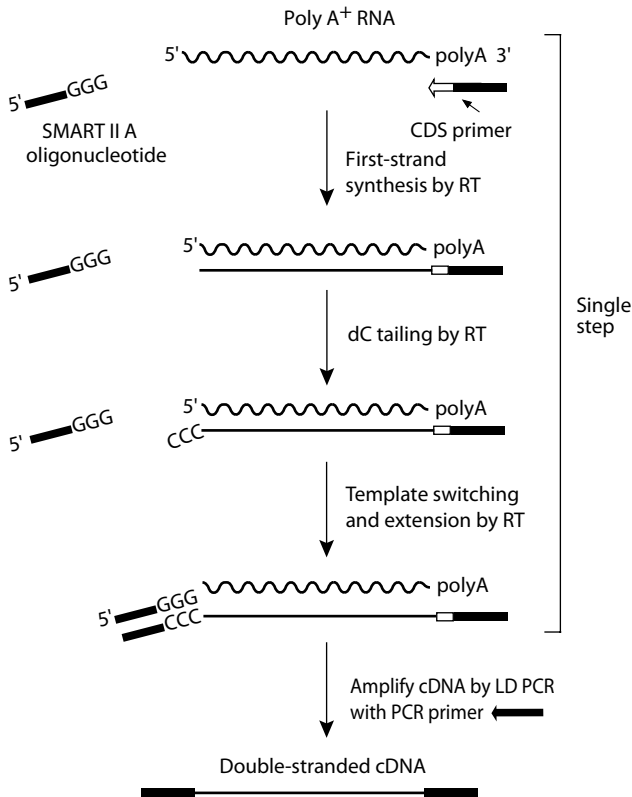 Poly A+ RNA
5' polyA 3'
5' GGG
CDS primer
SMART II A
oligonucleotide
First-strand
synthesis by RT
5' polyA
5' GGG
Single
step
dC tailing by RT
5' polyA
5' GGG
CCC
Template switching
and extension by RT
polyA
5' GGG
CCC
Amplify cDNA by LD PCR
with PCR primer
Double-stranded cDNA